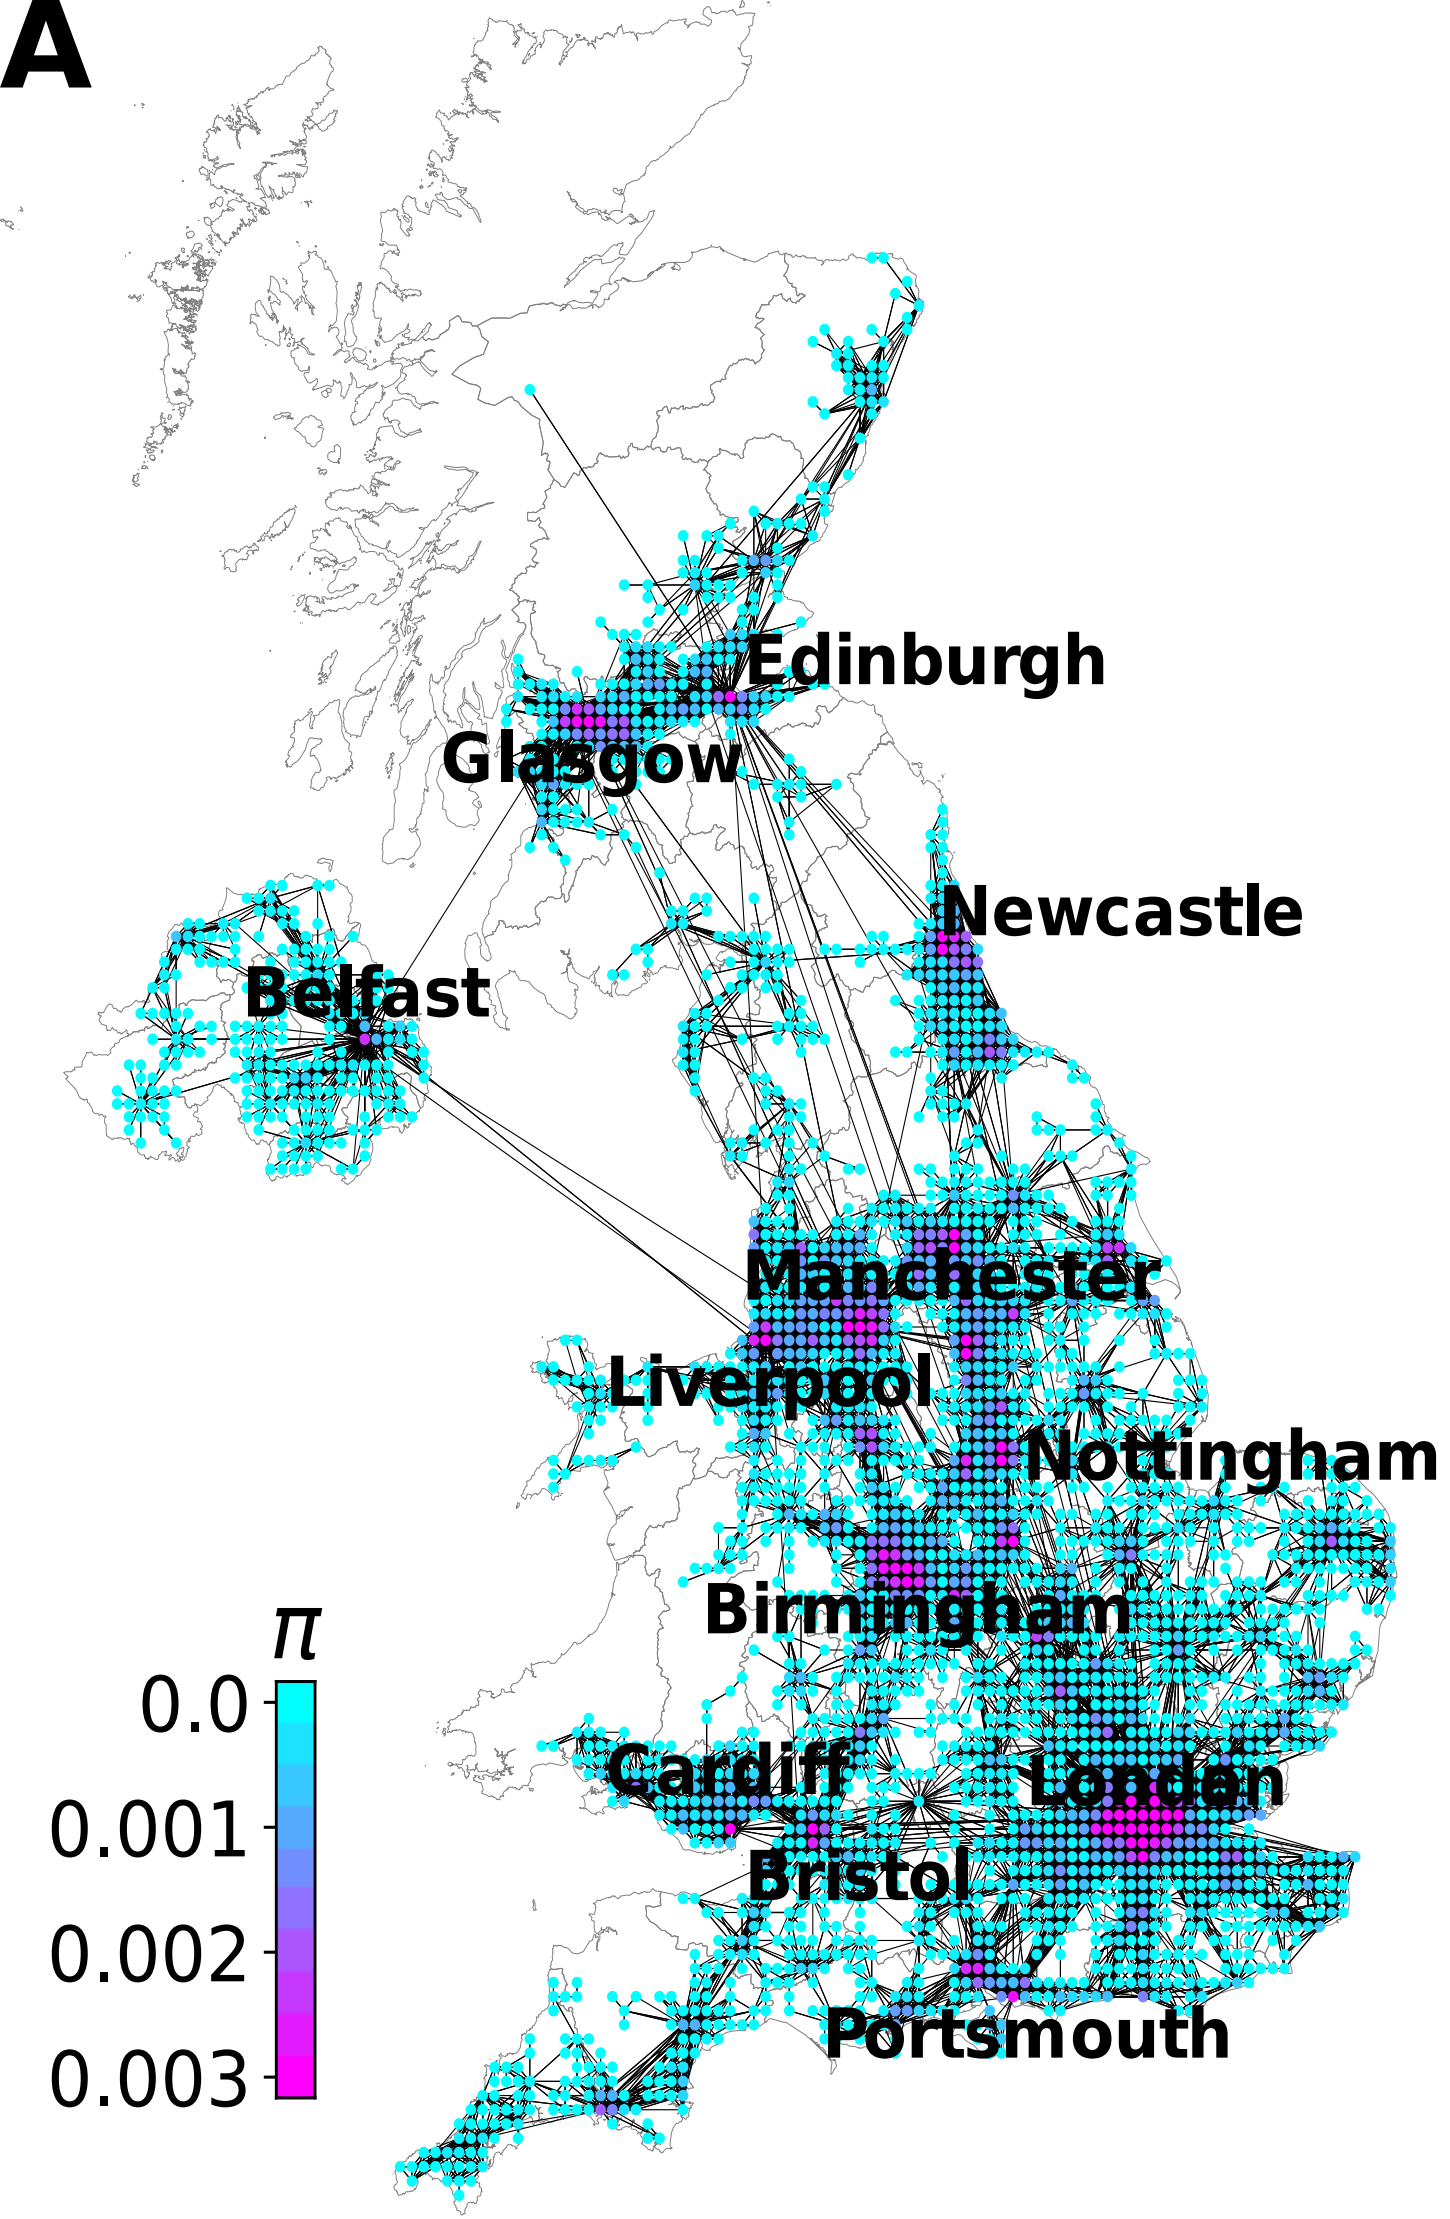 A
Edinburgh
Glasgow
Newcastle
Belfast
Manchester
Liverpool
Nottingham
Birmingham
π
0.0
Cardiff
London
0.001
Bristol
0.002
Portsmouth
0.003